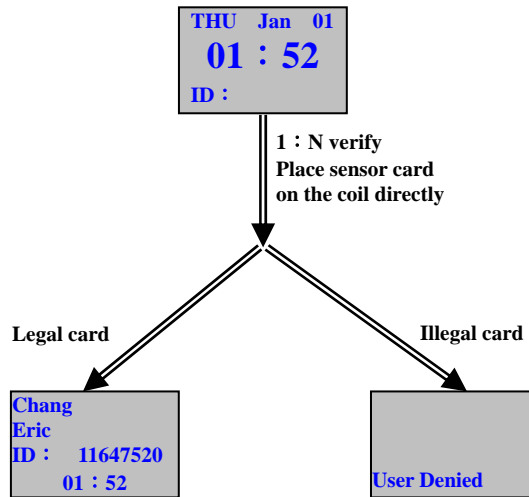 THU Jan 01
01：52
ID：
1：N verify
Place sensor card
on the coil directly
Legal card
Illegal card
Chang
Eric
ID： 11647520
01：52
User Denied